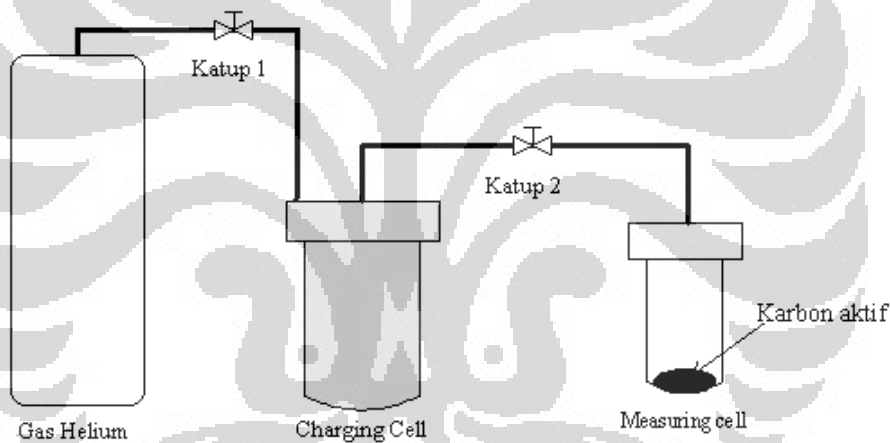 Katup 1
Katup 2
Karbon aktif
Gas Helium
Charging Cell
Measuring cell